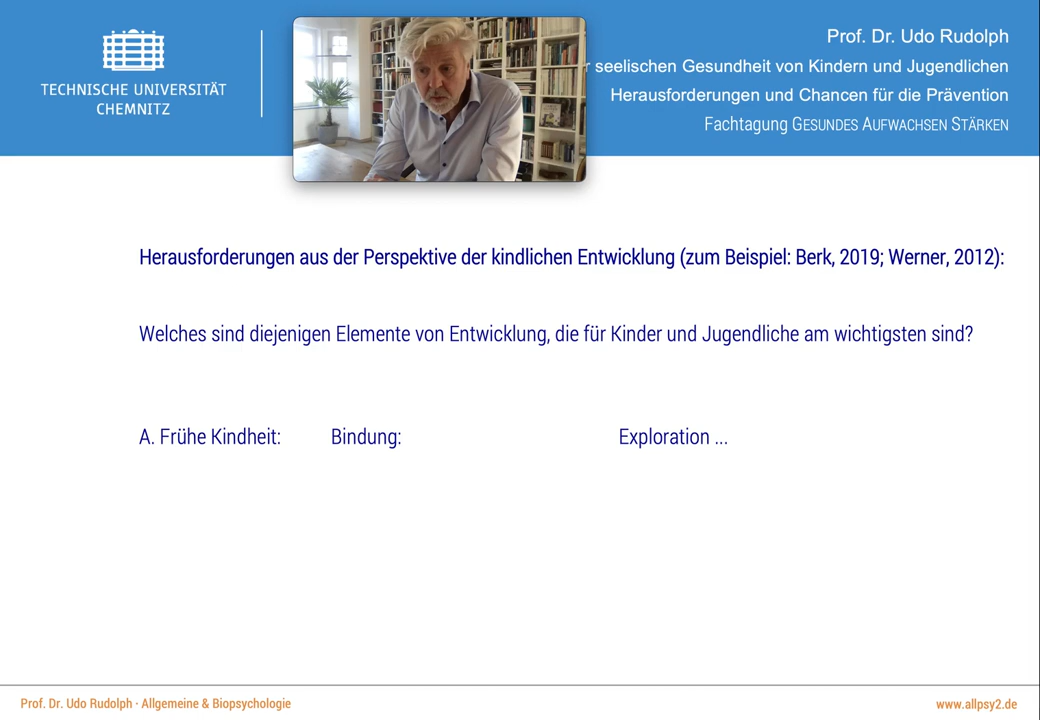 TECHNISCHE UNIVERSITÄT
CHEMNITZ
Prof. Dr. Udo Rudolph
r seelischen Gesundheit von Kindern und Jugendlichen
Herausforderungen und Chancen für die Prävention
Fachtagung GESUNDES AUFWACHSEN STÄRKEN
Herausforderungen aus der Perspektive der kindlichen Entwicklung (zum Beispiel: Berk, 2019; Werner, 2012):
Welches sind diejenigen Elemente von Entwicklung, die für Kinder und Jugendliche am wichtigsten sind?
A. Frühe Kindheit: Bindung: Exploration ...
Prof. Dr. Udo Rudolph · Allgemeine & Biopsychologie
www.allpsy2.de